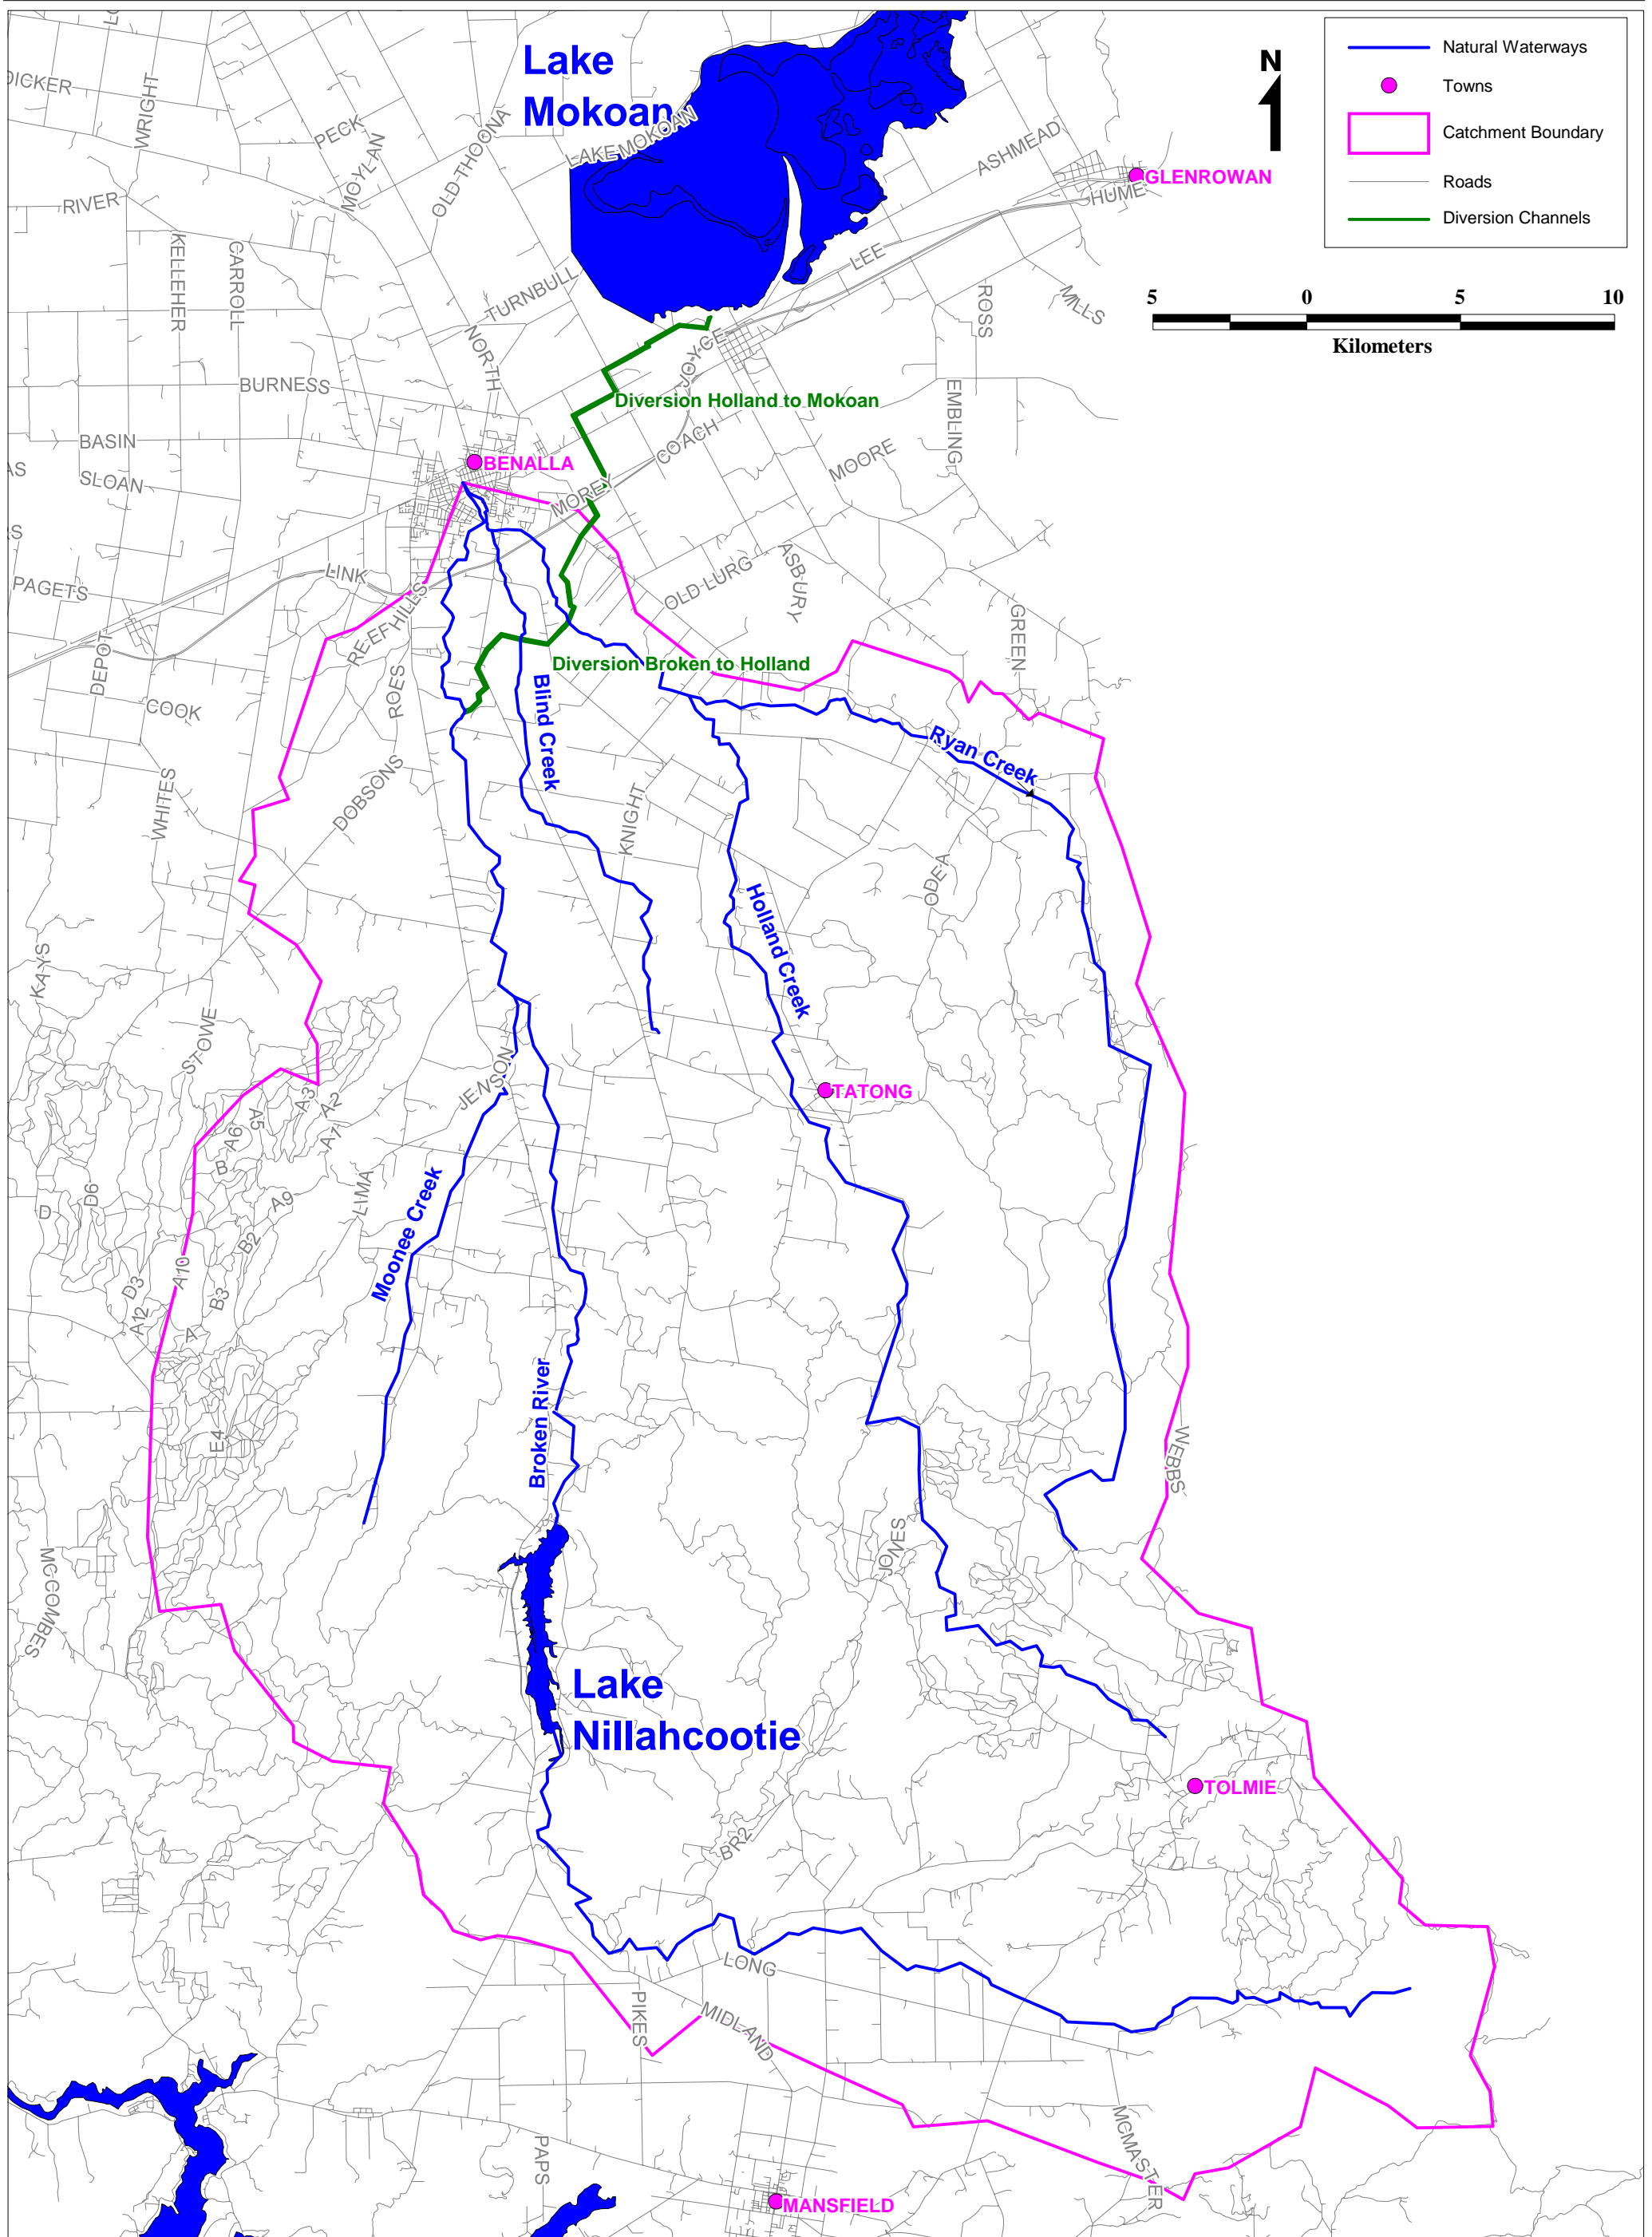 Lake
Mokoan
N
Natural Waterways
Towns
Catchment Boundary
Roads
Diversion Channels
5 0 5 10
Kilometers
DICKER
WRIGHT
PECK
MOYLAN
OLD THOONA
LAKE MOKOAN
ASHMEAD
GLENROWAN
HUME
RIVER
KELLEHER
CARROLL
LEE
TURNBULL
ROSS
MILLS
NORTH
JOYCE
BURNESS
Diversion Holland to Mokoan
EMBLING
BASIN
COACH
MOORE
AS
SLOAN
BENALLA
MOREY
RS
PAGETS
LINK
OLD LURG
ASBURY
REEF HILLS
GREEN
DEPOT
ROES
Diversion Broken to Holland
COOK
Blind Creek
Ryan Creek
WHITES
DOBSONS
KNIGHT
ODEA
Holland Creek
KAYS
STOWE
JENSON
TATONG
A3
A2
A5
A6
A7
B
D6
D
A9
LIMA
Moonee Creek
B2
A10
D3
B3
A12
A
Broken River
E4
WEBBS
JONES
MCCOMBES
Lake
Nillahcootie
TOLMIE
BR2
LONG
PIKES
MIDLAND
MCMASTER
PAPS
MANSFIELD